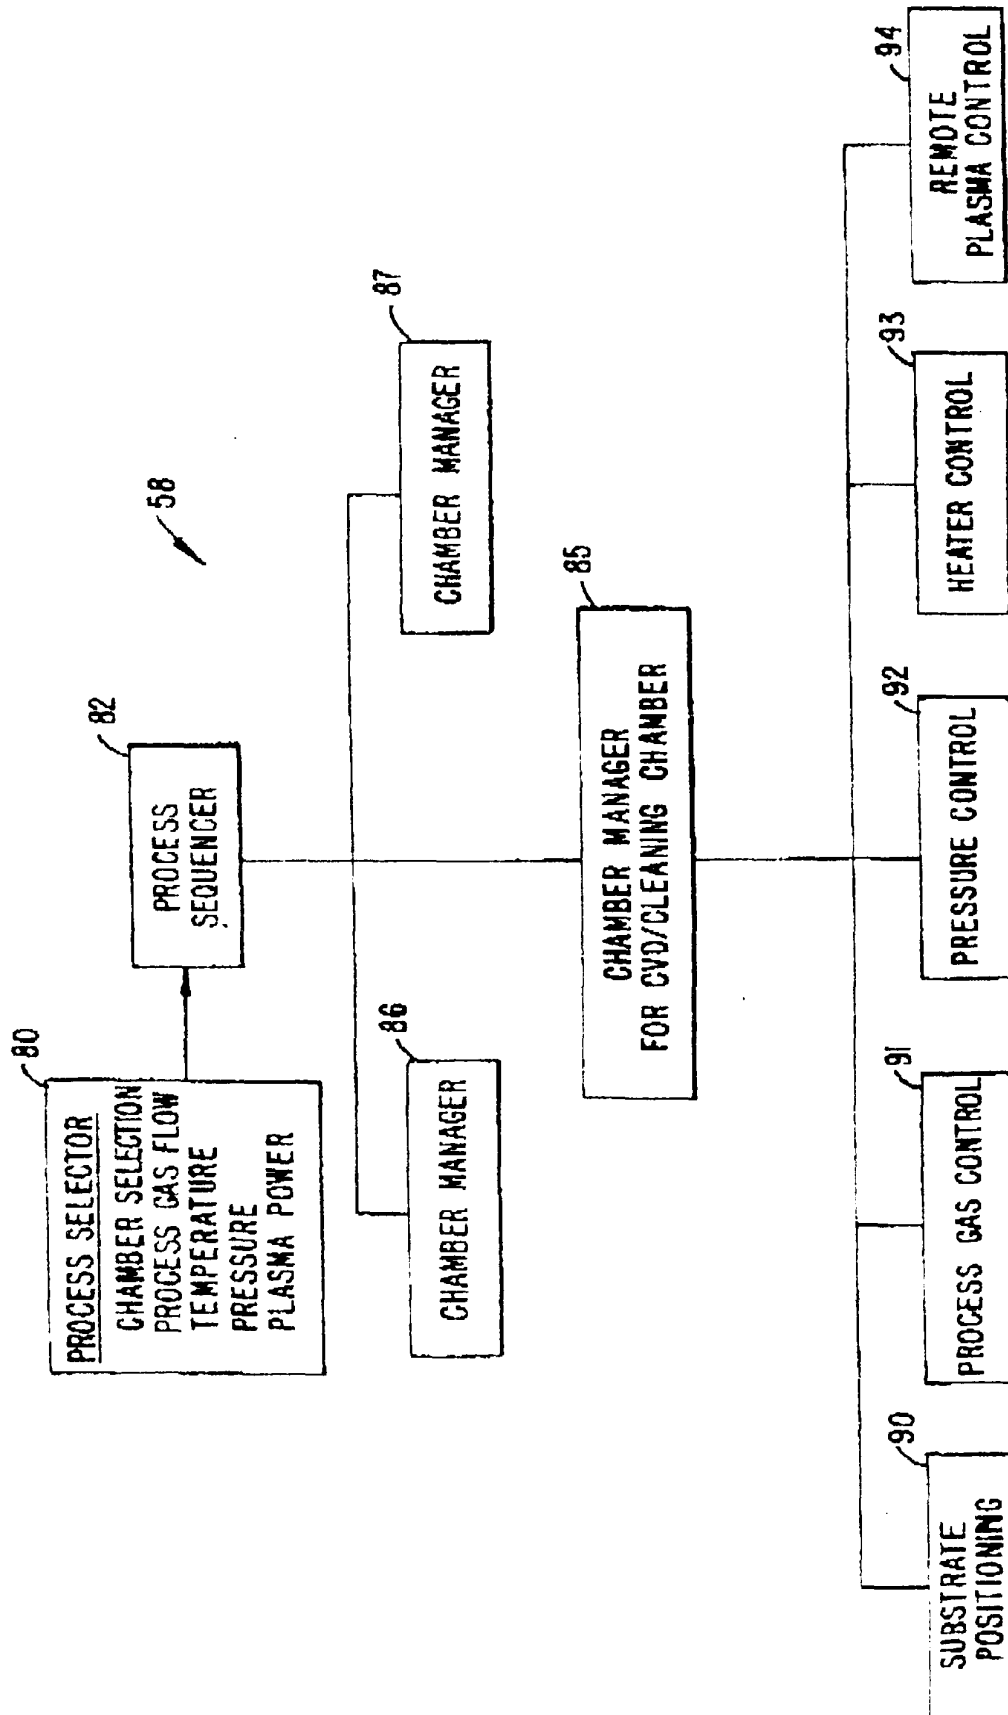 58
80
PROCESS SELECTOR
CHAMBER SELECTION
PROCESS GAS FLOW
TEMPERATURE
PRESSURE
PLASMA POWER
82
PROCESS
SEQUENCER
86
CHAMBER MANAGER
87
CHAMBER MANAGER
85
CHAMBER MANAGER
FOR CVD/CLEANING CHAMBER
90
SUBSTRATE
POSITIONING
91
PROCESS GAS CONTROL
92
PRESSURE CONTROL
93
HEATER CONTROL
94
REMOTE
PLASMA CONTROL